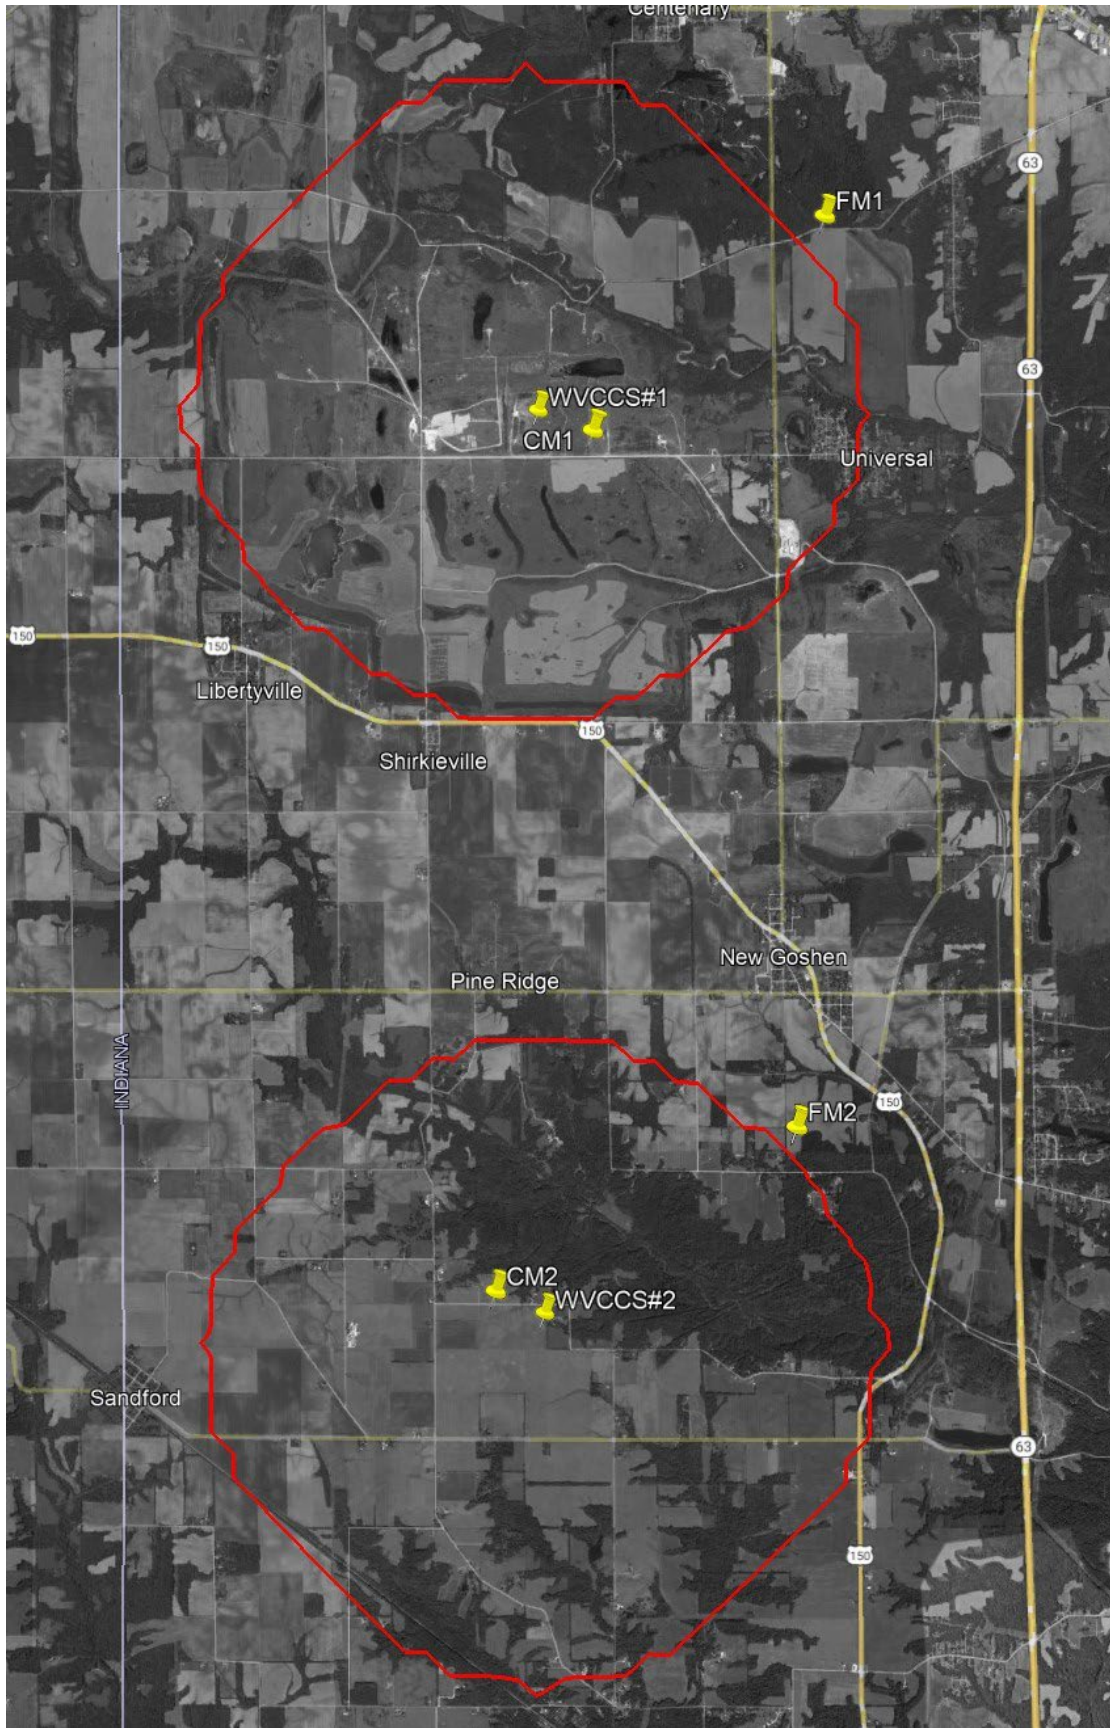 Centenary
63
FM1
63
WVCCS#1
CM1
Universal
150
150
Libertyville
150
Shirkieville
New Goshen
Pine Ridge
INDIANA
150
FM2
CM2
WVCCS#2
Sandford
63
150